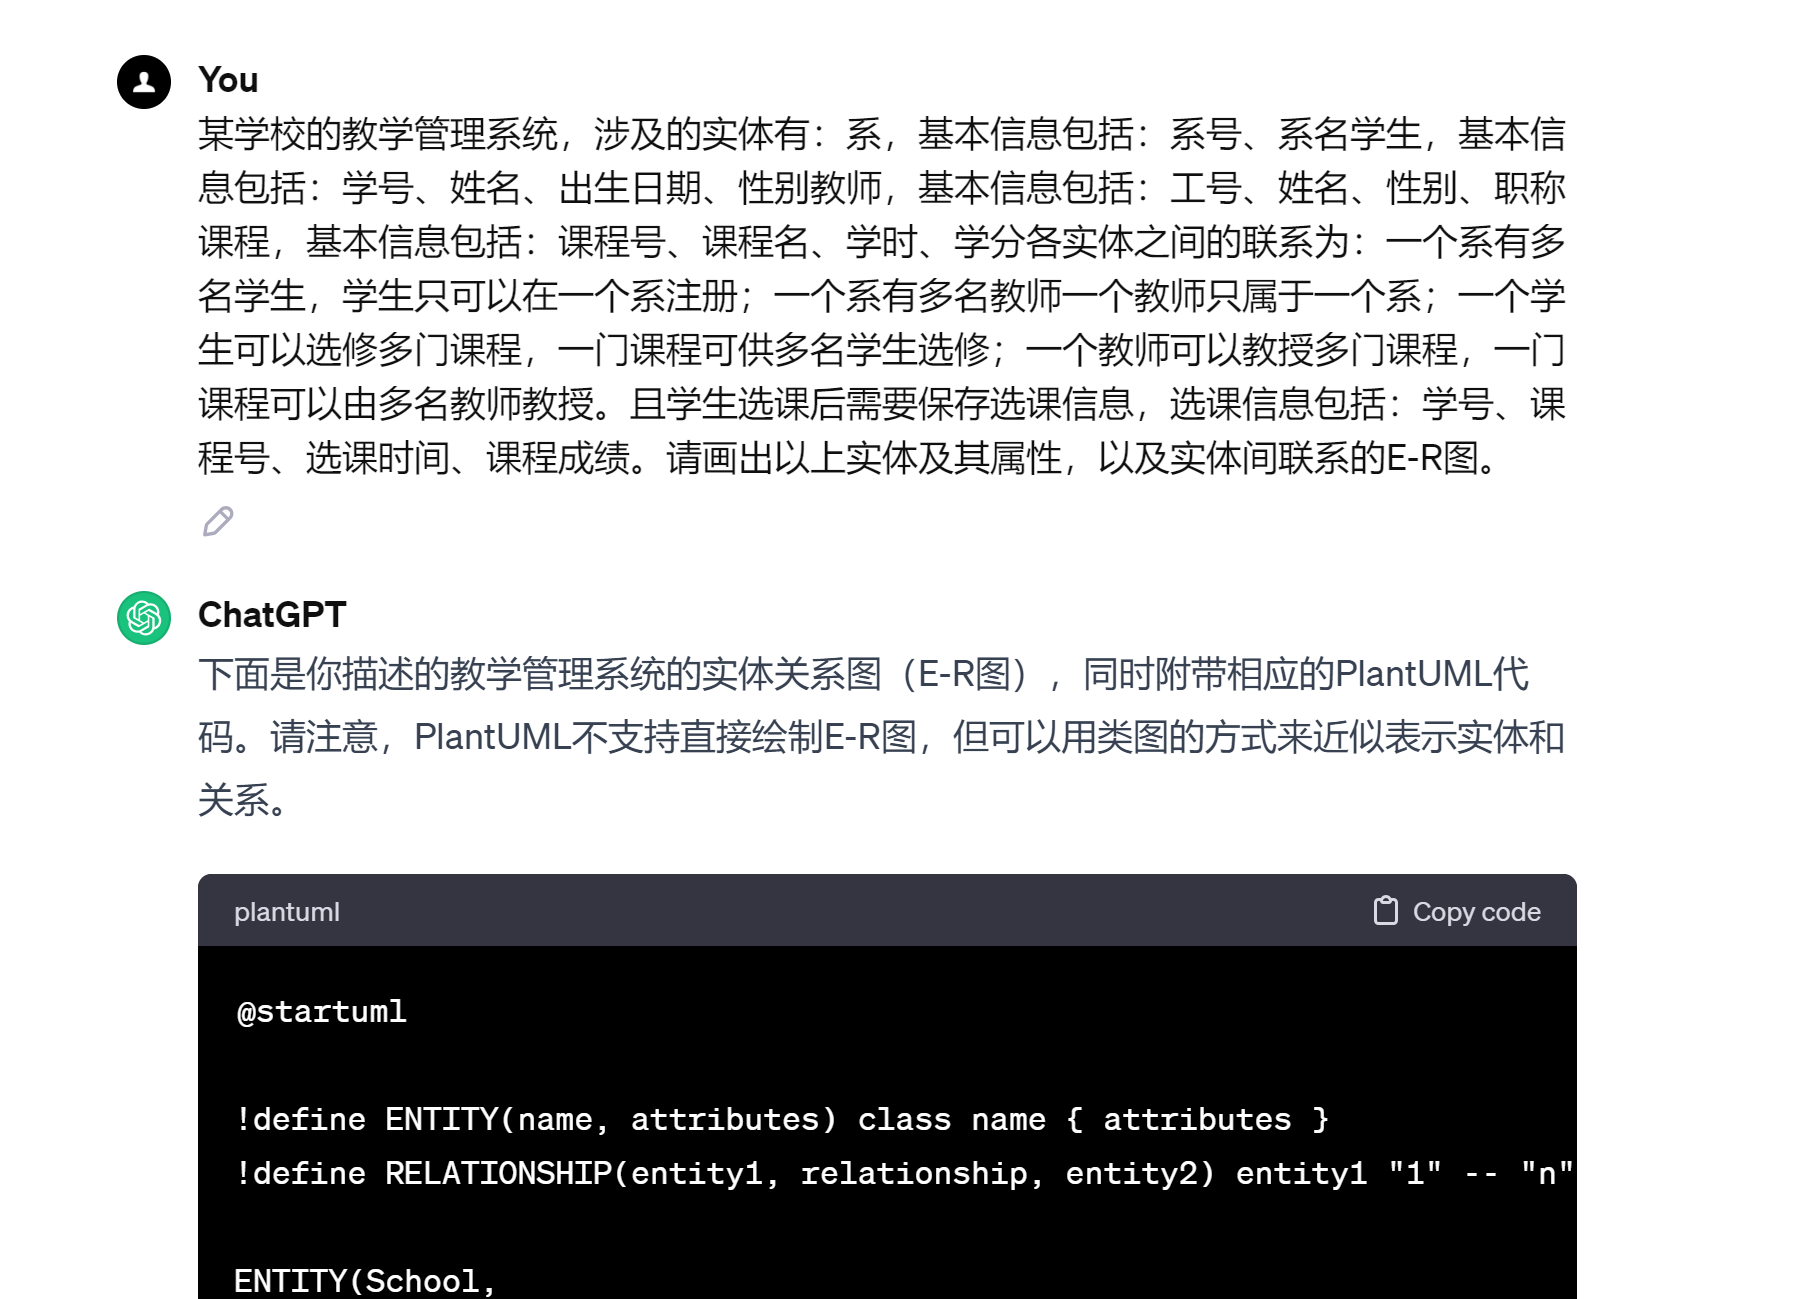 You
某学校的教学管理系统，涉及的实体有：系，基本信息包括：系号、系名学生，基本信
息包括：学号、姓名、出生日期、性别教师，基本信息包括：工号、姓名、性别、职称
课程，基本信息包括：课程号、课程名、学时、学分各实体之间的联系为：一个系有多
名学生，学生只可以在一个系注册；一个系有多名教师一个教师只属于一个系；一个学
生可以选修多门课程，一门课程可供多名学生选修；一个教师可以教授多门课程，一门
课程可以由多名教师教授。且学生选课后需要保存选课信息，选课信息包括：学号、课
程号、选课时间、课程成绩。请画出以上实体及其属性，以及实体间联系的E-R图。
ChatGPT
下面是你描述的教学管理系统的实体关系图（E-R图），同时附带相应的PlantUML代
码。请注意，PlantUML不支持直接绘制E-R图，但可以用类图的方式来近似表示实体和
关系。
plantuml
Copy code
@startuml
!define ENTITY(name, attributes) class name { attributes }
!define RELATIONSHIP(entity1, relationship, entity2) entity1 "1" -- "n"
ENTITY(School,